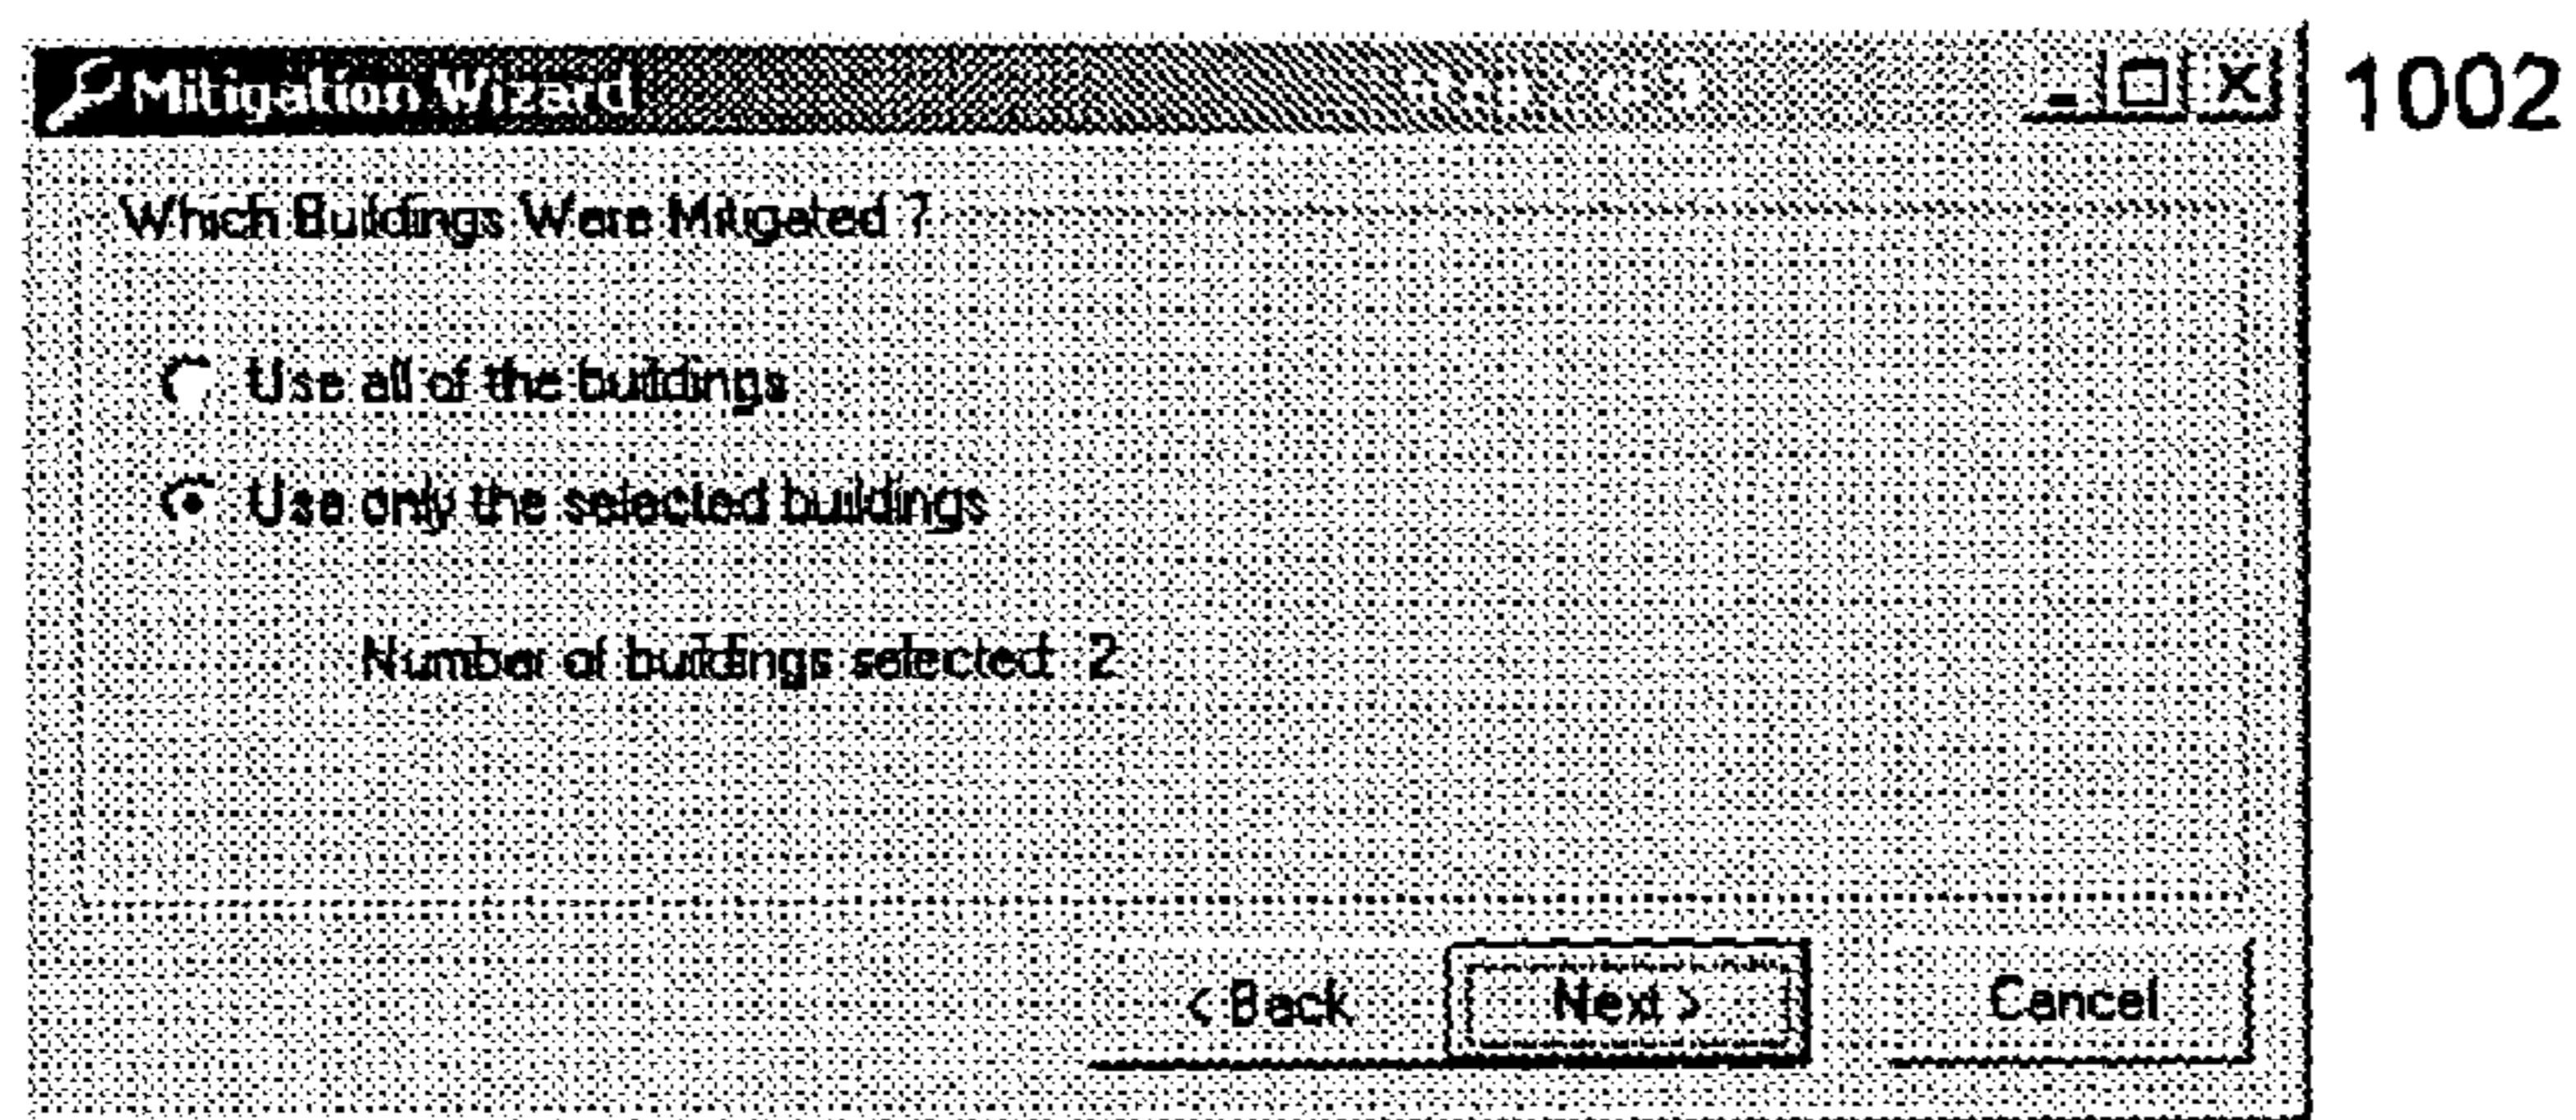 Mitigation Wizard
1002
Which Buildings Were Mitigated ?
Use all of the buildings
Use only the selected buildings
Number of buildings selected: 2
< Back
Next >
Cancel